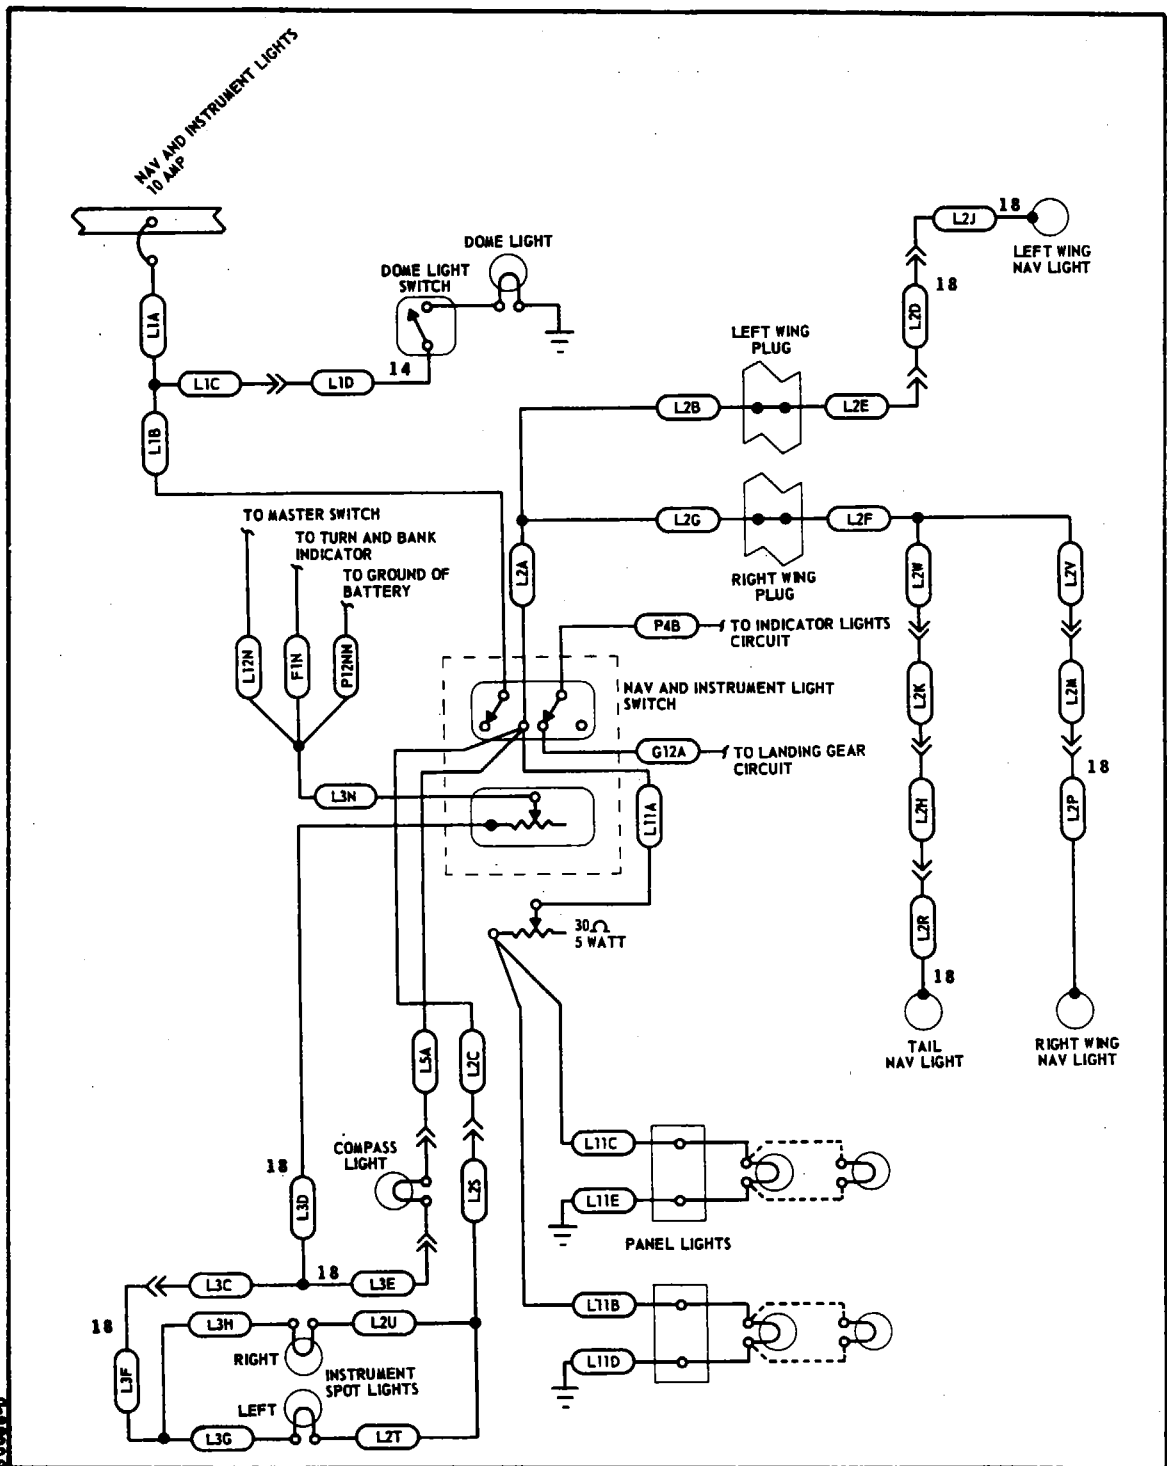 NAV AND INSTRUMENT LIGHTS
10 AMP
L2J
18
LEFT WING
NAV LIGHT
DOME LIGHT
DOME LIGHT
SWITCH
L1A
18
L2D
LEFT WING
PLUG
L1C
L1D
14
L2B
L2E
L1B
TO MASTER SWITCH
TO TURN AND BANK
INDICATOR
TO GROUND OF
BATTERY
L2G
L2F
L2A
RIGHT WING
PLUG
L2W
L2V
P4B
TO INDICATOR LIGHTS
CIRCUIT
L12N
F1N
P12NN
NAV AND INSTRUMENT LIGHT
SWITCH
L2K
L2M
G12A
TO LANDING GEAR
CIRCUIT
18
L3N
L11A
L2H
L2P
30Ω
5 WATT
L2R
18
TAIL
NAV LIGHT
RIGHT WING
NAV LIGHT
L5A
L2C
COMPASS
LIGHT
L11C
18
L3D
L2S
L11E
PANEL LIGHTS
L3C
18
L3E
L11B
18
L3H
L2U
RIGHT
L11D
L3F
INSTRUMENT
SPOT LIGHTS
LEFT
L3G
L2T